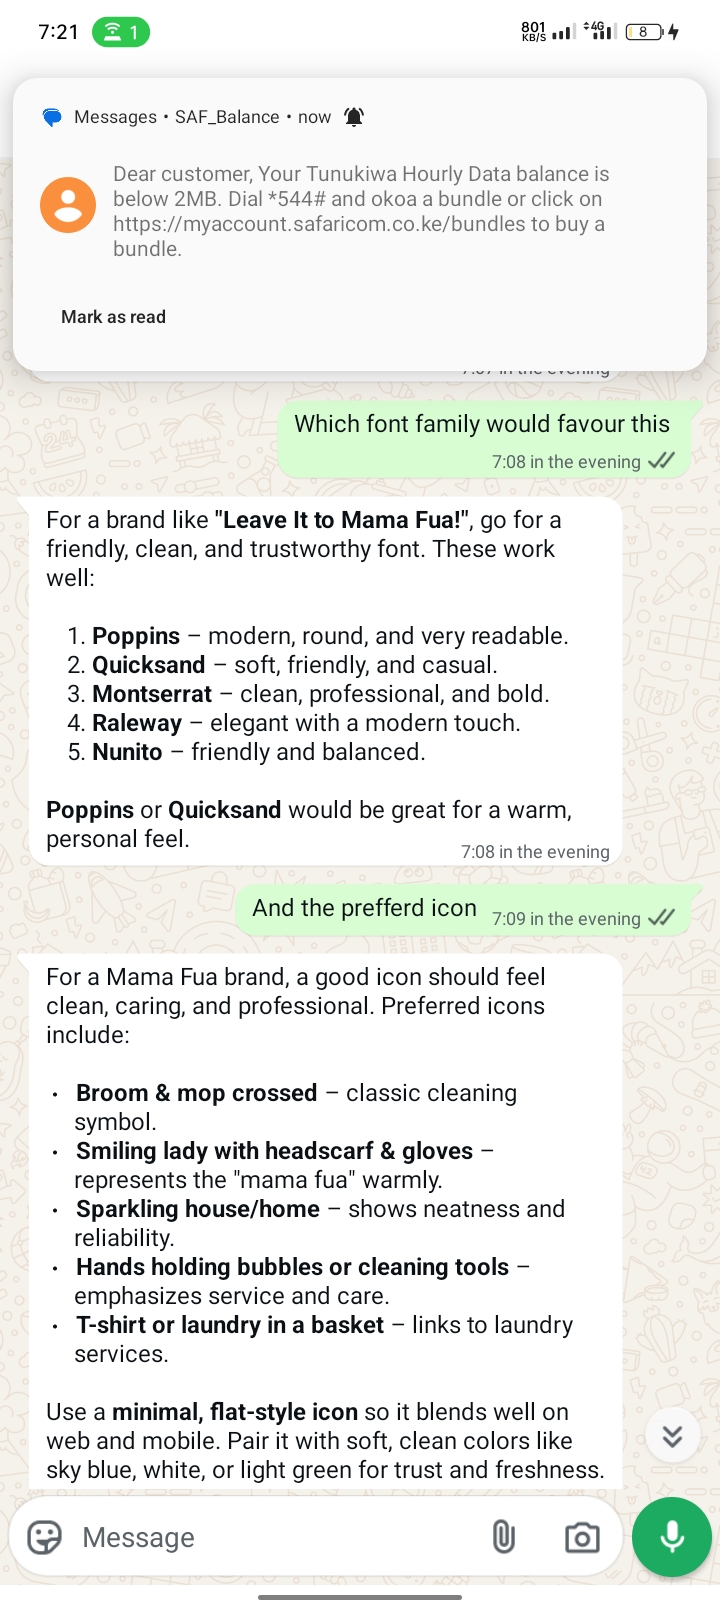 7:21
1
801
KB/S
4G
8
Messages • SAF_Balance • now
Dear customer, Your Tunukiwa Hourly Data balance is
below 2MB. Dial *544# and okoa a bundle or click on
https://myaccount.safaricom.co.ke/bundles to buy a
bundle.
Mark as read
Which font family would favour this
7:08 in the evening
For a brand like "Leave It to Mama Fua!", go for a
friendly, clean, and trustworthy font. These work
well:
1. Poppins – modern, round, and very readable.
2. Quicksand – soft, friendly, and casual.
3. Montserrat – clean, professional, and bold.
4. Raleway – elegant with a modern touch.
5. Nunito – friendly and balanced.
Poppins or Quicksand would be great for a warm,
personal feel.
7:08 in the evening
And the prefferd icon
7:09 in the evening
For a Mama Fua brand, a good icon should feel
clean, caring, and professional. Preferred icons
include:
• Broom & mop crossed – classic cleaning
symbol.
• Smiling lady with headscarf & gloves –
represents the "mama fua" warmly.
• Sparkling house/home – shows neatness and
reliability.
• Hands holding bubbles or cleaning tools –
emphasizes service and care.
• T-shirt or laundry in a basket – links to laundry
services.
Use a minimal, flat-style icon so it blends well on
web and mobile. Pair it with soft, clean colors like
sky blue, white, or light green for trust and freshness.
Message